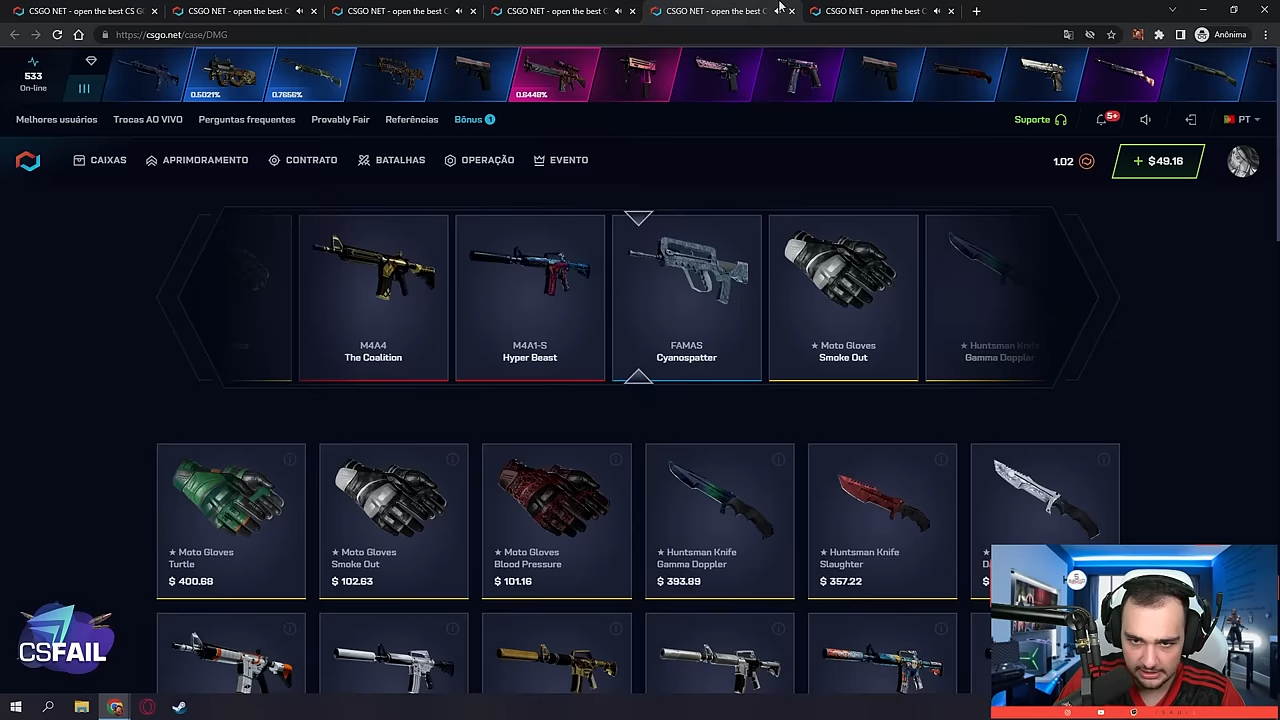 CSGO NET - open the best CS G
CSGO NET - open the best C
CSGO NET - open the best C
CSGO NET - open the best C
CSGO NET - open the best C
CSGO NET - open the best C
https://csgo.net/case/DMG
Anônima
533
On-line
0.5021%
0.7656%
0.6448%
Melhores usuários
Trocas AO VIVO
Perguntas frequentes
Provably Fair
Referências
Bônus 1
Suporte
5+
PT
CAIXAS
APRIMORAMENTO
CONTRATO
BATALHAS
OPERAÇÃO
EVENTO
1.02
+ $49.16
M4A4
The Coalition
M4A1-S
Hyper Beast
FAMAS
Cyanospatter
★ Moto Gloves
Smoke Out
★ Huntsman Knife
Gamma Doppler
★ Moto Gloves
Turtle
$ 400.68
★ Moto Gloves
Smoke Out
$ 102.63
★ Moto Gloves
Blood Pressure
$ 101.16
★ Huntsman Knife
Gamma Doppler
$ 393.89
★ Huntsman Knife
Slaughter
$ 357.22
CSFAIL